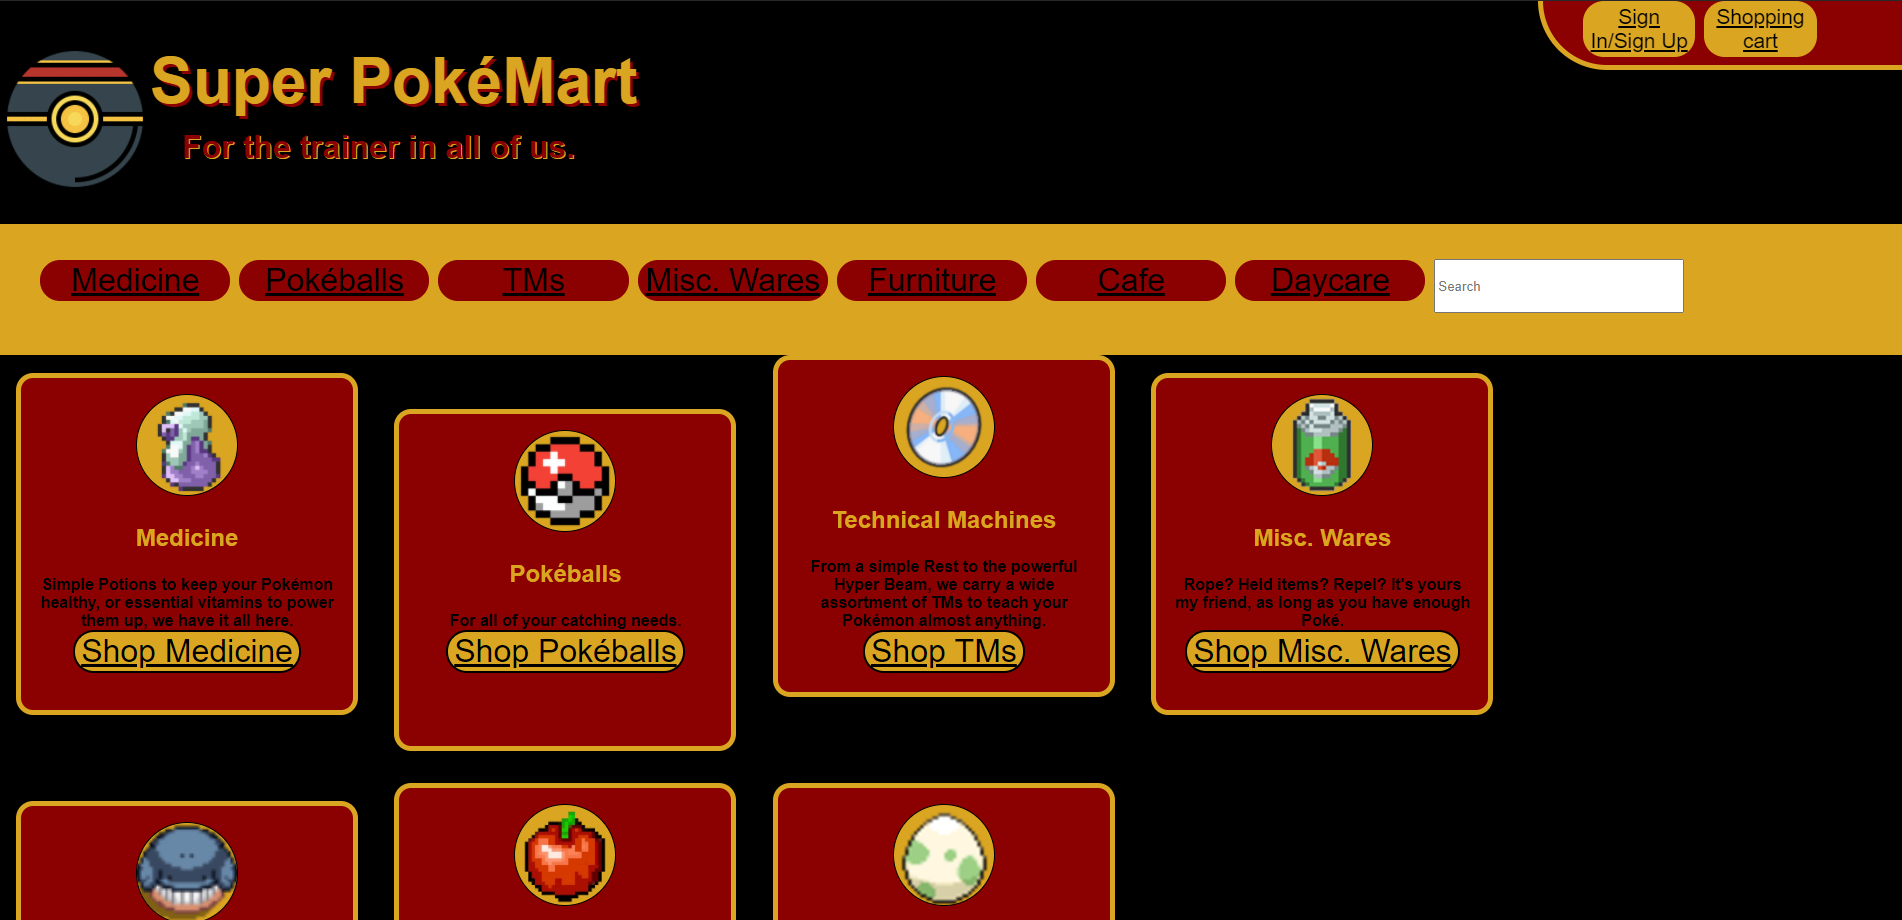 Sign
In/Sign Up
Shopping
cart
Super PokéMart
For the trainer in all of us.
Medicine
Pokéballs
TMs
Misc. Wares
Furniture
Cafe
Daycare
Search
Medicine
Simple Potions to keep your Pokémon
healthy, or essential vitamins to power
them up, we have it all here.
Shop Medicine
Pokéballs
For all of your catching needs.
Shop Pokéballs
Technical Machines
From a simple Rest to the powerful
Hyper Beam, we carry a wide
assortment of TMs to teach your
Pokémon almost anything.
Shop TMs
Misc. Wares
Rope? Held items? Repel? It's yours
my friend, as long as you have enough
Poké.
Shop Misc. Wares